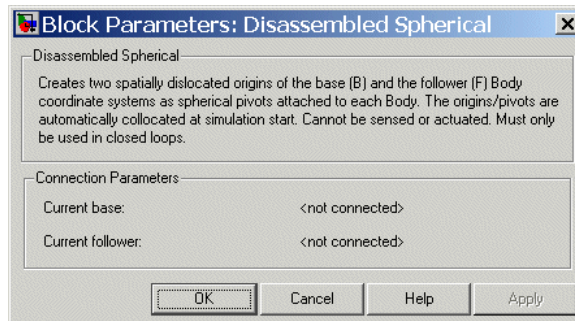 Block Parameters: Disassembled Spherical
Disassembled Spherical
Creates two spatially dislocated origins of the base (B) and the follower (F) Body
coordinate systems as spherical pivots attached to each Body. The origins/pivots are
automatically collocated at simulation start. Cannot be sensed or actuated. Must only
be used in closed loops.
Connection Parameters
Current base: <not connected>
Current follower: <not connected>
OK Cancel Help Apply